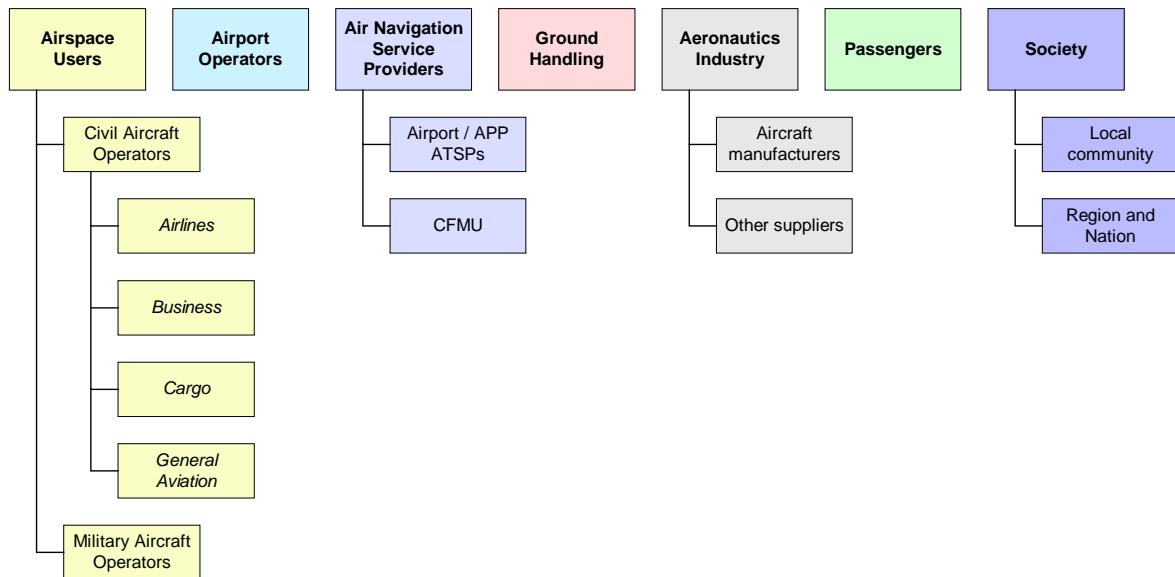 Airspace
Users
Airport
Operators
Air Navigation
Service
Providers
Ground
Handling
Aeronautics
Industry
Passengers
Society
Civil Aircraft
Operators
Airport / APP
ATSPs
Aircraft
manufacturers
Local
community
Airlines
CFMU
Other suppliers
Region and
Nation
Business
Cargo
General
Aviation
Military Aircraft
Operators